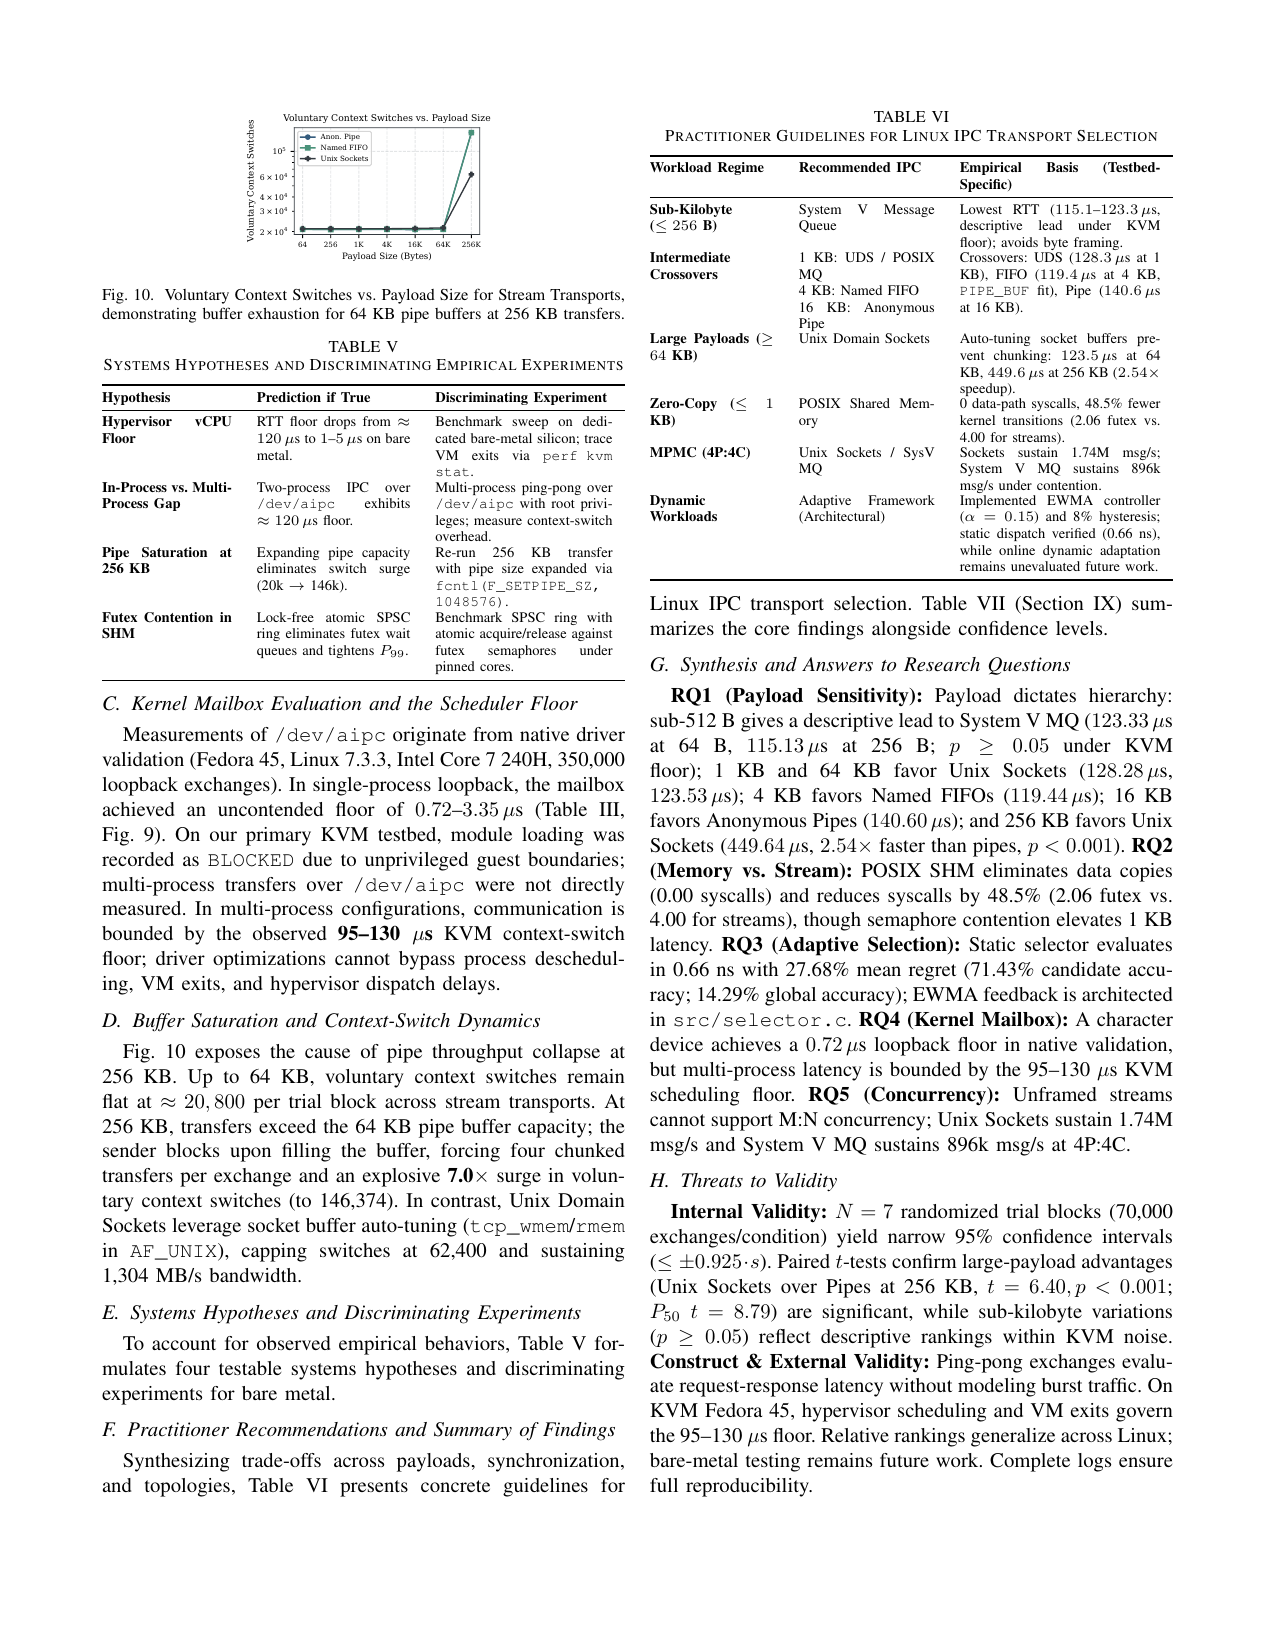 Voluntary Context Switches vs. Payload Size
Voluntary Context Switches
Anon. Pipe
Named FIFO
Unix Sockets
10⁵
6 × 10⁴
4 × 10⁴
3 × 10⁴
2 × 10⁴
64 256 1K 4K 16K 64K 256K
Payload Size (Bytes)
Fig. 10. Voluntary Context Switches vs. Payload Size for Stream Transports,
demonstrating buffer exhaustion for 64 KB pipe buffers at 256 KB transfers.
TABLE V
SYSTEMS HYPOTHESES AND DISCRIMINATING EMPIRICAL EXPERIMENTS
Hypothesis Prediction if True Discriminating Experiment
Hypervisor vCPU RTT floor drops from ≈ Benchmark sweep on dedi-
Floor 120 μs to 1–5 μs on bare cated bare-metal silicon; trace
metal. VM exits via perf kvm
stat.
In-Process vs. Multi- Two-process IPC over Multi-process ping-pong over
Process Gap /dev/aipc exhibits /dev/aipc with root privi-
≈ 120 μs floor. leges; measure context-switch
overhead.
Pipe Saturation at Expanding pipe capacity Re-run 256 KB transfer
256 KB eliminates switch surge with pipe size expanded via
(20k → 146k). fcntl(F_SETPIPE_SZ,
1048576).
Futex Contention in Lock-free atomic SPSC Benchmark SPSC ring with
SHM ring eliminates futex wait atomic acquire/release against
queues and tightens P₉₉. futex semaphores under
pinned cores.
C. Kernel Mailbox Evaluation and the Scheduler Floor
Measurements of /dev/aipc originate from native driver
validation (Fedora 45, Linux 7.3.3, Intel Core 7 240H, 350,000
loopback exchanges). In single-process loopback, the mailbox
achieved an uncontended floor of 0.72–3.35 μs (Table III,
Fig. 9). On our primary KVM testbed, module loading was
recorded as BLOCKED due to unprivileged guest boundaries;
multi-process transfers over /dev/aipc were not directly
measured. In multi-process configurations, communication is
bounded by the observed 95–130 μs KVM context-switch
floor; driver optimizations cannot bypass process deschedul-
ing, VM exits, and hypervisor dispatch delays.
D. Buffer Saturation and Context-Switch Dynamics
Fig. 10 exposes the cause of pipe throughput collapse at
256 KB. Up to 64 KB, voluntary context switches remain
flat at ≈ 20,800 per trial block across stream transports. At
256 KB, transfers exceed the 64 KB pipe buffer capacity; the
sender blocks upon filling the buffer, forcing four chunked
transfers per exchange and an explosive 7.0× surge in volun-
tary context switches (to 146,374). In contrast, Unix Domain
Sockets leverage socket buffer auto-tuning (tcp_wmem/rmem
in AF_UNIX), capping switches at 62,400 and sustaining
1,304 MB/s bandwidth.
E. Systems Hypotheses and Discriminating Experiments
To account for observed empirical behaviors, Table V for-
mulates four testable systems hypotheses and discriminating
experiments for bare metal.
F. Practitioner Recommendations and Summary of Findings
Synthesizing trade-offs across payloads, synchronization,
and topologies, Table VI presents concrete guidelines for
TABLE VI
PRACTITIONER GUIDELINES FOR LINUX IPC TRANSPORT SELECTION
Workload Regime Recommended IPC Empirical Basis (Testbed-
Specific)
Sub-Kilobyte System V Message Lowest RTT (115.1–123.3 μs,
(≤ 256 B) Queue descriptive lead under KVM
floor); avoids byte framing.
Intermediate 1 KB: UDS / POSIX Crossovers: UDS (128.3 μs at 1
Crossovers MQ KB), FIFO (119.4 μs at 4 KB,
4 KB: Named FIFO PIPE_BUF fit), Pipe (140.6 μs
16 KB: Anonymous at 16 KB).
Pipe
Large Payloads (≥ Unix Domain Sockets Auto-tuning socket buffers pre-
64 KB) vent chunking: 123.5 μs at 64
KB, 449.6 μs at 256 KB (2.54×
speedup).
Zero-Copy (≤ 1 POSIX Shared Mem- 0 data-path syscalls, 48.5% fewer
KB) ory kernel transitions (2.06 futex vs.
4.00 for streams).
MPMC (4P:4C) Unix Sockets / SysV Sockets sustain 1.74M msg/s;
MQ System V MQ sustains 896k
msg/s under contention.
Dynamic Adaptive Framework Implemented EWMA controller
Workloads (Architectural) (α = 0.15) and 8% hysteresis;
static dispatch verified (0.66 ns),
while online dynamic adaptation
remains unevaluated future work.
Linux IPC transport selection. Table VII (Section IX) sum-
marizes the core findings alongside confidence levels.
G. Synthesis and Answers to Research Questions
RQ1 (Payload Sensitivity): Payload dictates hierarchy:
sub-512 B gives a descriptive lead to System V MQ (123.33 μs
at 64 B, 115.13 μs at 256 B; p ≥ 0.05 under KVM
floor); 1 KB and 64 KB favor Unix Sockets (128.28 μs,
123.53 μs); 4 KB favors Named FIFOs (119.44 μs); 16 KB
favors Anonymous Pipes (140.60 μs); and 256 KB favors Unix
Sockets (449.64 μs, 2.54× faster than pipes, p < 0.001). RQ2
(Memory vs. Stream): POSIX SHM eliminates data copies
(0.00 syscalls) and reduces syscalls by 48.5% (2.06 futex vs.
4.00 for streams), though semaphore contention elevates 1 KB
latency. RQ3 (Adaptive Selection): Static selector evaluates
in 0.66 ns with 27.68% mean regret (71.43% candidate accu-
racy; 14.29% global accuracy); EWMA feedback is architected
in src/selector.c. RQ4 (Kernel Mailbox): A character
device achieves a 0.72 μs loopback floor in native validation,
but multi-process latency is bounded by the 95–130 μs KVM
scheduling floor. RQ5 (Concurrency): Unframed streams
cannot support M:N concurrency; Unix Sockets sustain 1.74M
msg/s and System V MQ sustains 896k msg/s at 4P:4C.
H. Threats to Validity
Internal Validity: N = 7 randomized trial blocks (70,000
exchanges/condition) yield narrow 95% confidence intervals
(≤ ±0.925·s). Paired t-tests confirm large-payload advantages
(Unix Sockets over Pipes at 256 KB, t = 6.40, p < 0.001;
P₅₀ t = 8.79) are significant, while sub-kilobyte variations
(p ≥ 0.05) reflect descriptive rankings within KVM noise.
Construct & External Validity: Ping-pong exchanges evalu-
ate request-response latency without modeling burst traffic. On
KVM Fedora 45, hypervisor scheduling and VM exits govern
the 95–130 μs floor. Relative rankings generalize across Linux;
bare-metal testing remains future work. Complete logs ensure
full reproducibility.